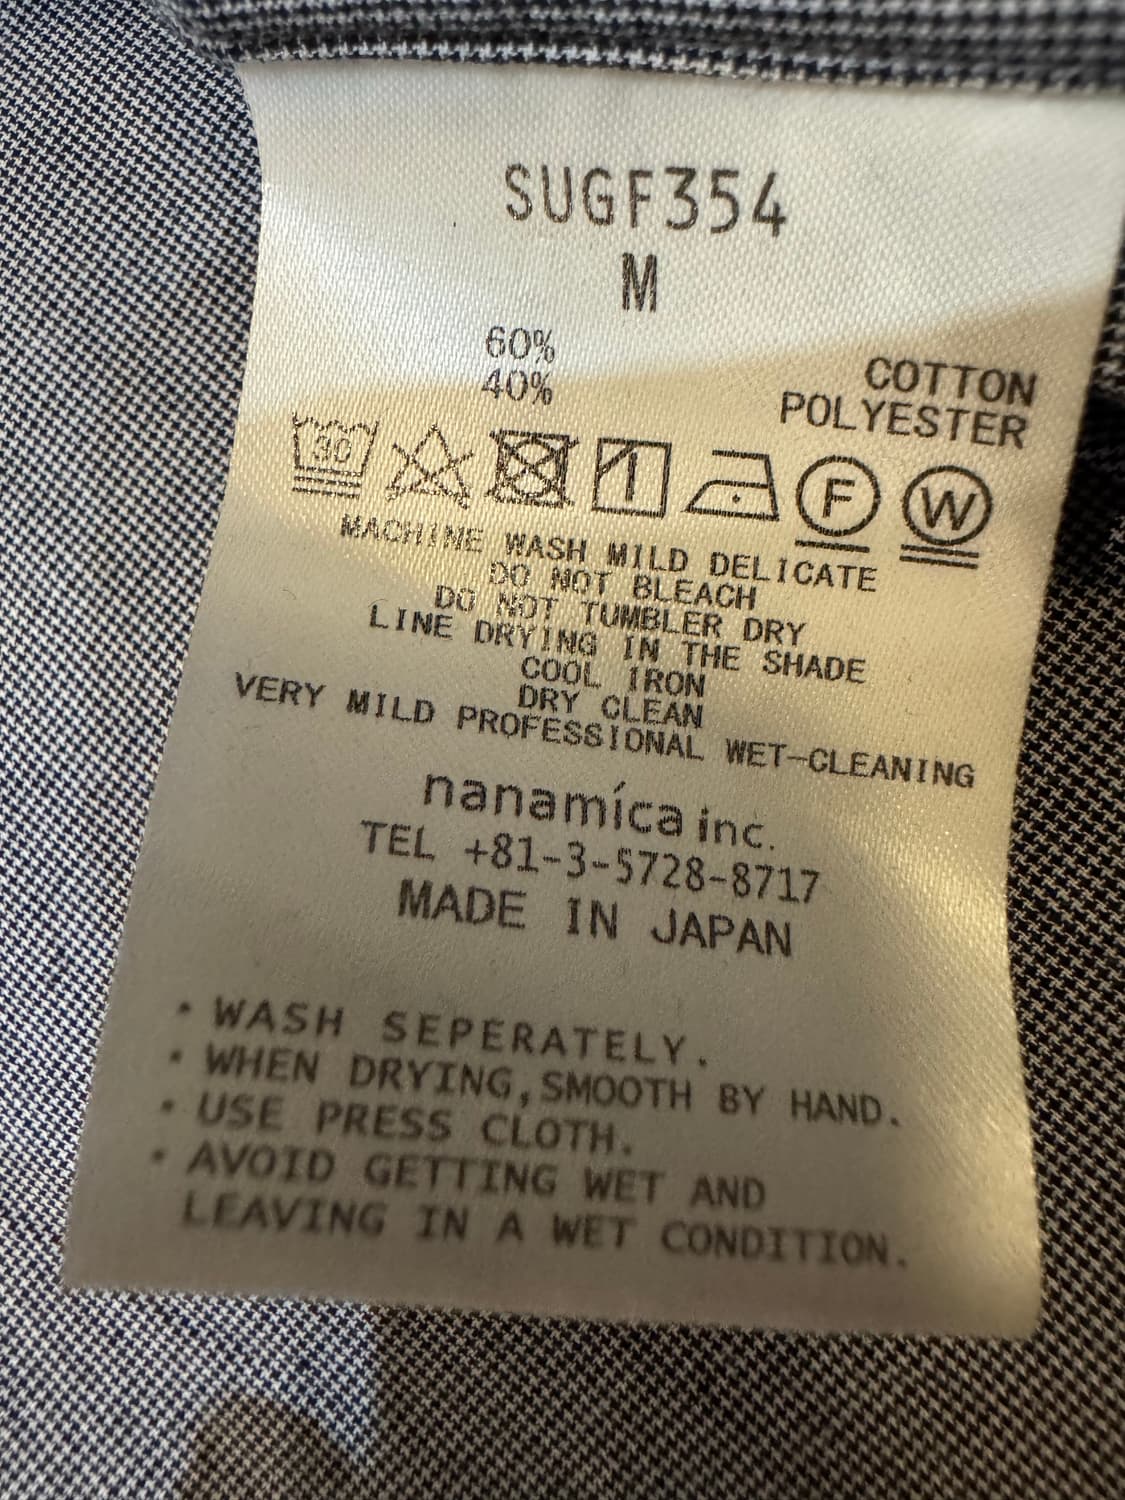 SUGF354
M
60% COTTON
40% POLYESTER
30 F W
MACHINE WASH MILD DELICATE
DO NOT BLEACH
DO NOT TUMBLER DRY
LINE DRYING IN THE SHADE
COOL IRON
DRY CLEAN
VERY MILD PROFESSIONAL WET-CLEANING
nanamíca inc.
TEL +81-3-5728-8717
MADE IN JAPAN
・WASH SEPERATELY.
・WHEN DRYING,SMOOTH BY HAND.
・USE PRESS CLOTH.
・AVOID GETTING WET AND
LEAVING IN A WET CONDITION.